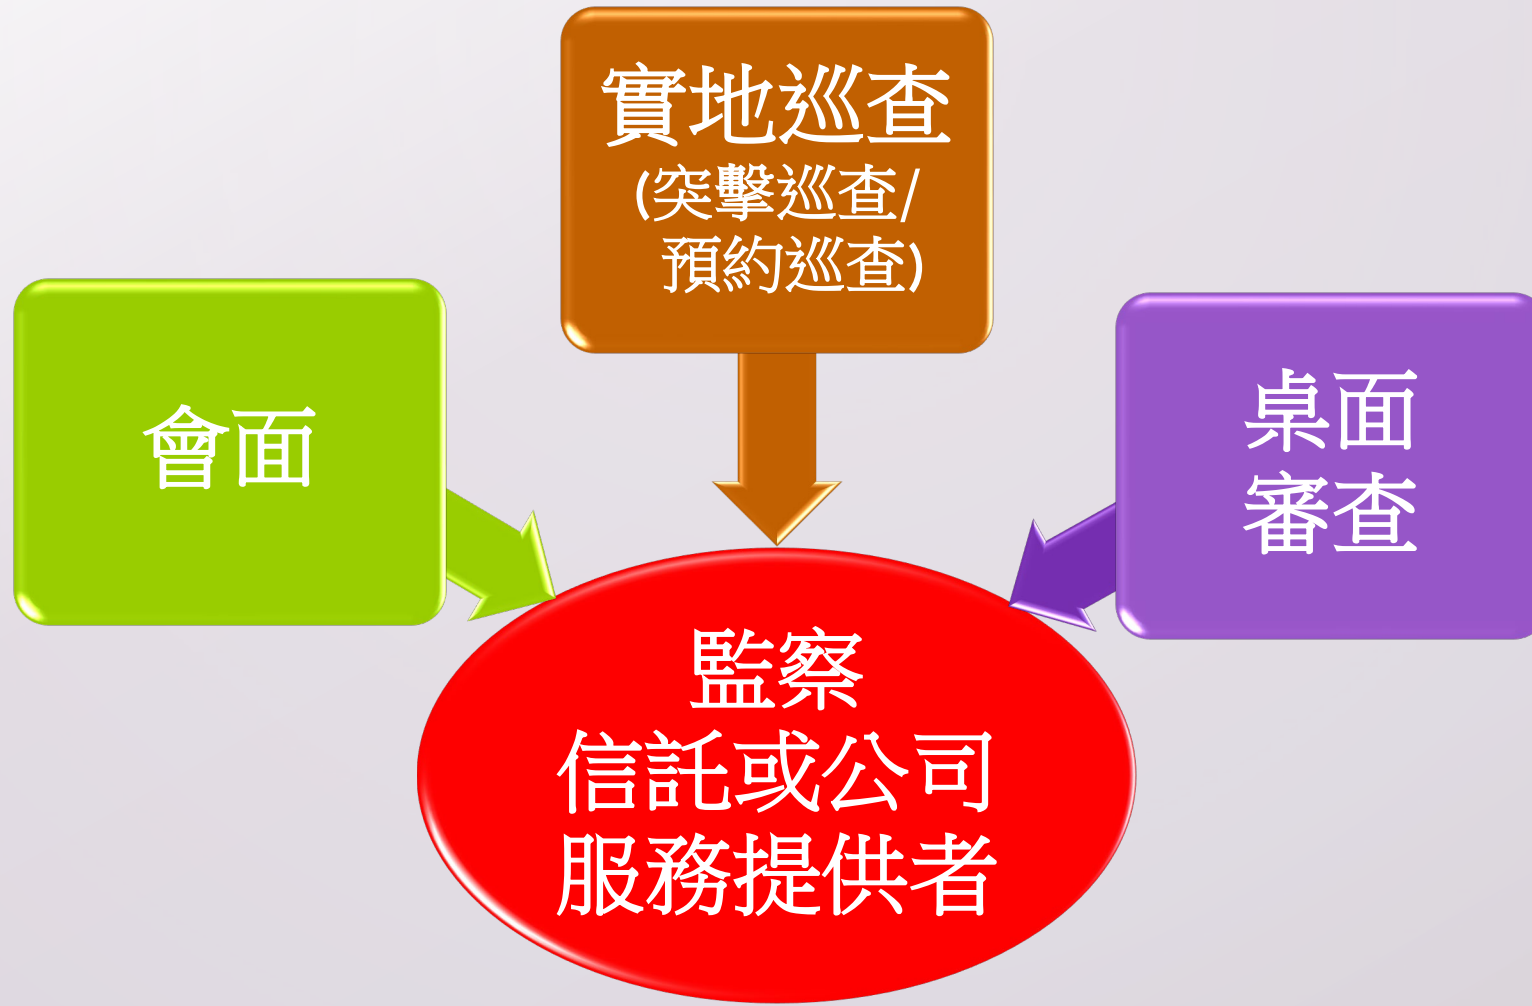 實地巡查
(突擊巡查/
預約巡查)
會面
桌面
審查
監察
信託或公司
服務提供者